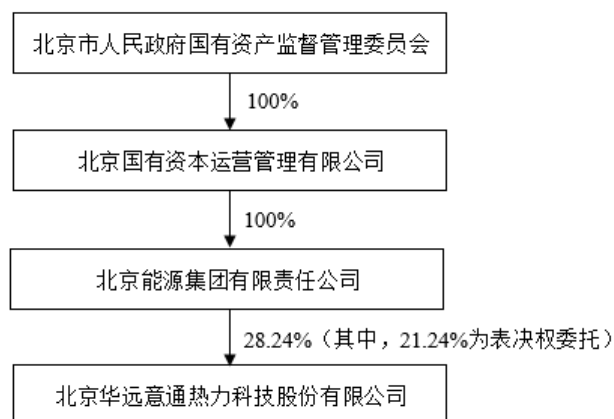 北京市人民政府国有资产监督管理委员会
100%
北京国有资本运营管理有限公司
100%
北京能源集团有限责任公司
28.24%（其中，21.24%为表决权委托）
北京华远意通热力科技股份有限公司